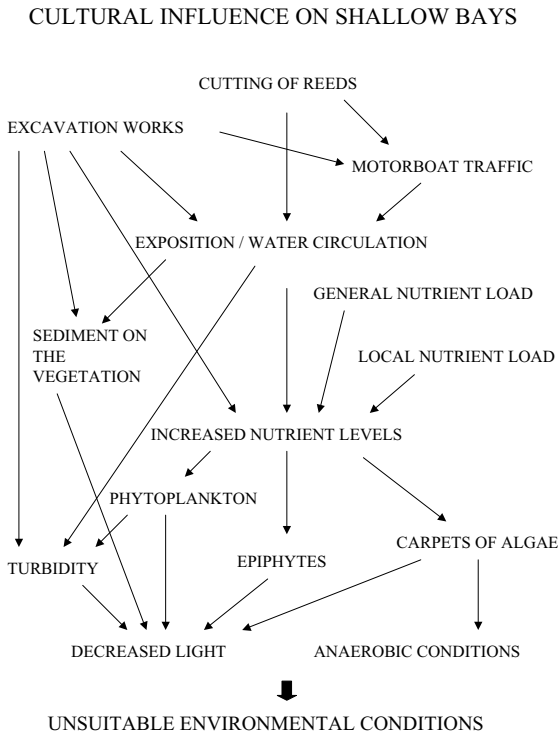 CULTURAL INFLUENCE ON SHALLOW BAYS
CUTTING OF REEDS
EXCAVATION WORKS
MOTORBOAT TRAFFIC
EXPOSITION / WATER CIRCULATION
GENERAL NUTRIENT LOAD
SEDIMENT ON
THE
VEGETATION
LOCAL NUTRIENT LOAD
INCREASED NUTRIENT LEVELS
PHYTOPLANKTON
CARPETS OF ALGAE
EPIPHYTES
TURBIDITY
DECREASED LIGHT
ANAEROBIC CONDITIONS
UNSUITABLE ENVIRONMENTAL CONDITIONS